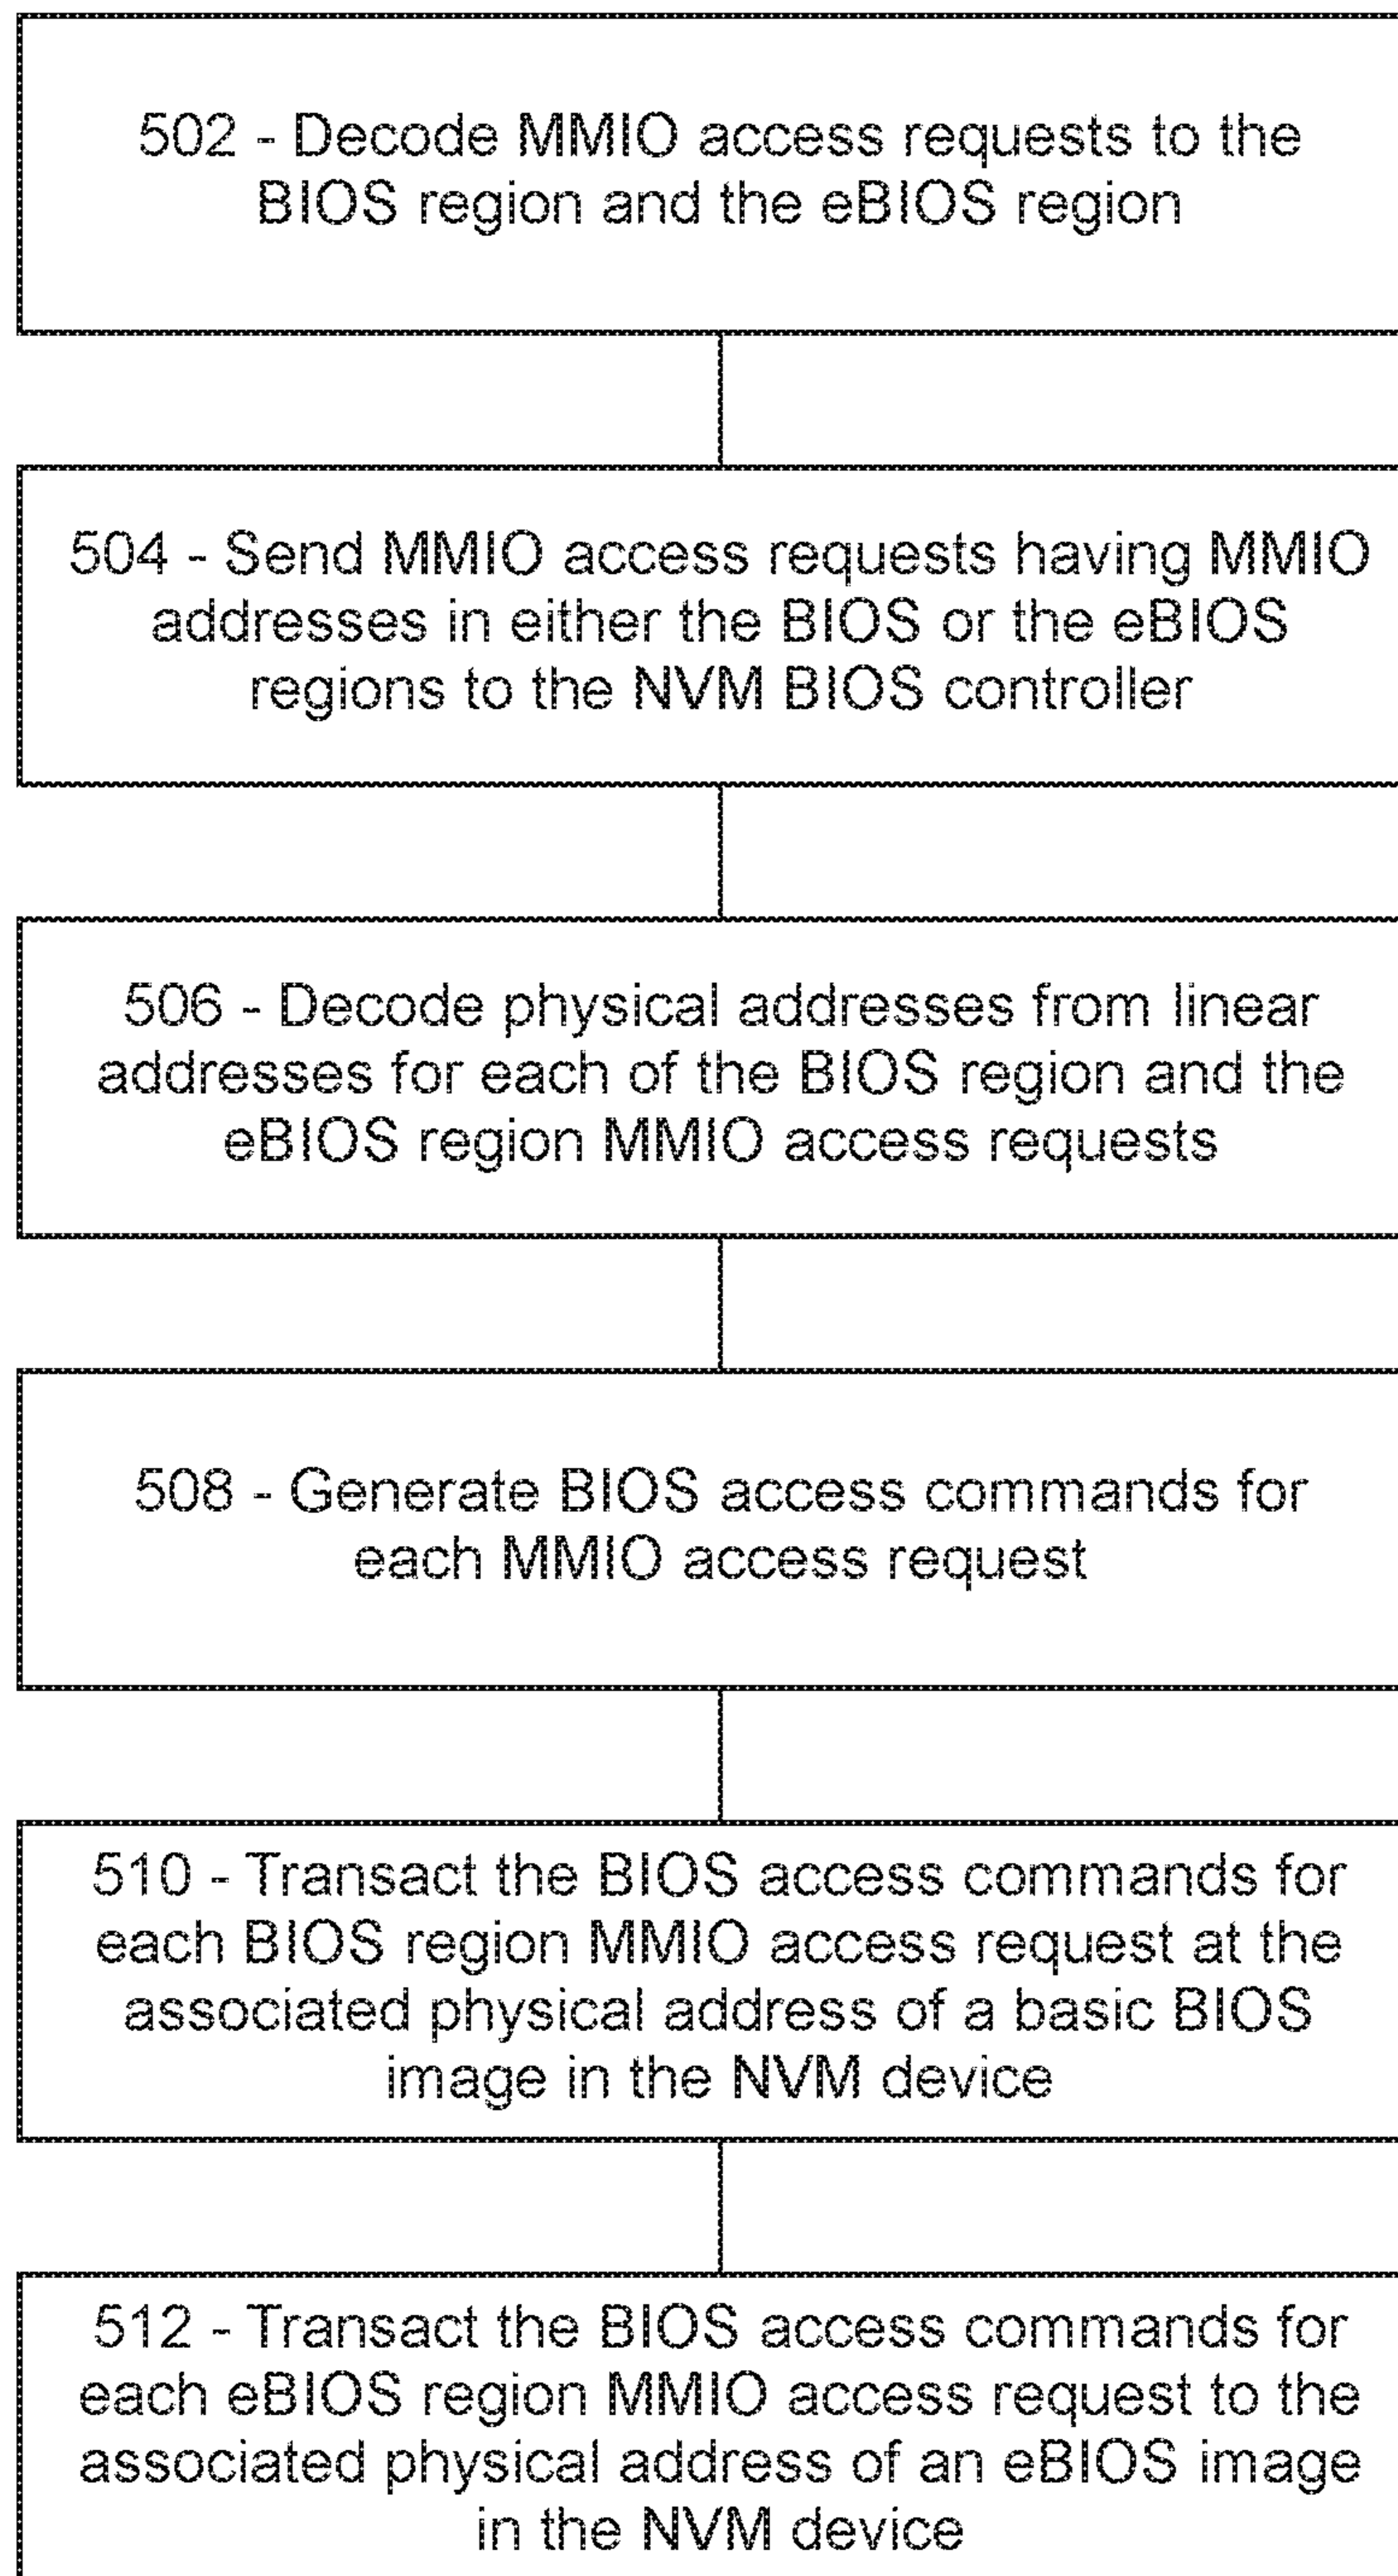 502 - Decode MMIO access requests to the
BIOS region and the eBIOS region
504 - Send MMIO access requests having MMIO
addresses in either the BIOS or the eBIOS
regions to the NVM BIOS controller
506 - Decode physical addresses from linear
addresses for each of the BIOS region and the
eBIOS region MMIO access requests
508 - Generate BIOS access commands for
each MMIO access request
510 - Transact the BIOS access commands for
each BIOS region MMIO access request at the
associated physical address of a basic BIOS
image in the NVM device
512 - Transact the BIOS access commands for
each eBIOS region MMIO access request to the
associated physical address of an eBIOS image
in the NVM device